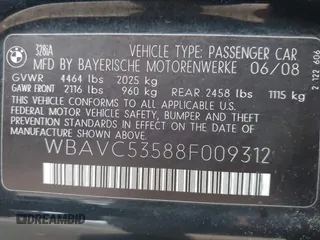 328iA VEHICLE TYPE: PASSENGER CAR
MFD BY BAYERISCHE MOTORENWERKE 06/08
GVWR 4464 lbs 2025 kg
GAWR FRONT 2116 lbs 960 kg REAR 2458 lbs 1115 kg
THIS VEHICLE CONFORMS TO ALL APPLICABLE
FEDERAL MOTOR VEHICLE SAFETY, BUMPER AND THEFT
PREVENTION STANDARDS IN EFFECT ON THE DATE OF
MANUFACTURE SHOWN ABOVE.
WBAVC53588F009312
2 122 606
DREAMBID